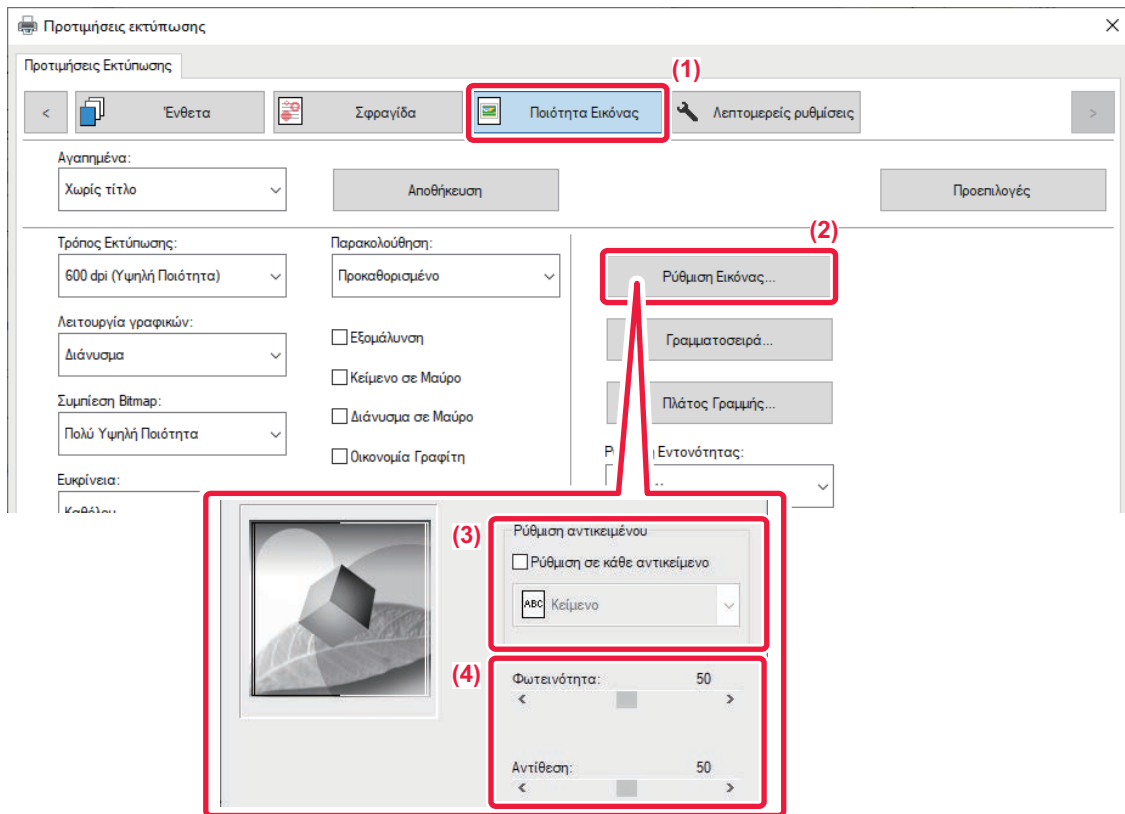 Προτιμήσεις εκτύπωσης
Προτιμήσεις Εκτύπωσης
(1)
< Ένθετα Σφραγίδα Ποιότητα Εικόνας Λεπτομερείς ρυθμίσεις >
Αγαπημένα:
Χωρίς τίτλο Αποθήκευση Προεπιλογές
(2)
Τρόπος Εκτύπωσης: Παρακολούθηση:
600 dpi (Υψηλή Ποιότητα) Προκαθορισμένο Ρύθμιση Εικόνας...
Λειτουργία γραφικών:
Διάνυσμα
Εξομάλυνση
Γραμματοσειρά...
Κείμενο σε Μαύρο
Συμπίεση Bitmap:
Πολύ Υψηλή Ποιότητα
Διάνυσμα σε Μαύρο
Πλάτος Γραμμής...
Οικονομία Γραφίτη
Εντονότητας:
Ευκρίνεια:
Καθόλου
(3)
Ρύθμιση αντικειμένου
Ρύθμιση σε κάθε αντικείμενο
ABC Κείμενο
(4)
Φωτεινότητα: 50
< >
Αντίθεση: 50
< >